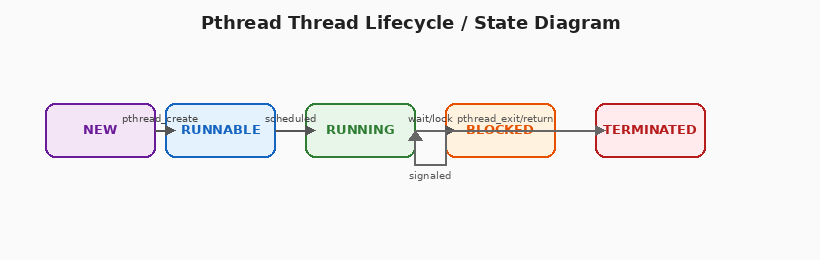 Pthread Thread Lifecycle / State Diagram
pthread_create
scheduled
wait/lock
pthread_exit/return
NEW
RUNNABLE
RUNNING
BLOCKED
TERMINATED
signaled